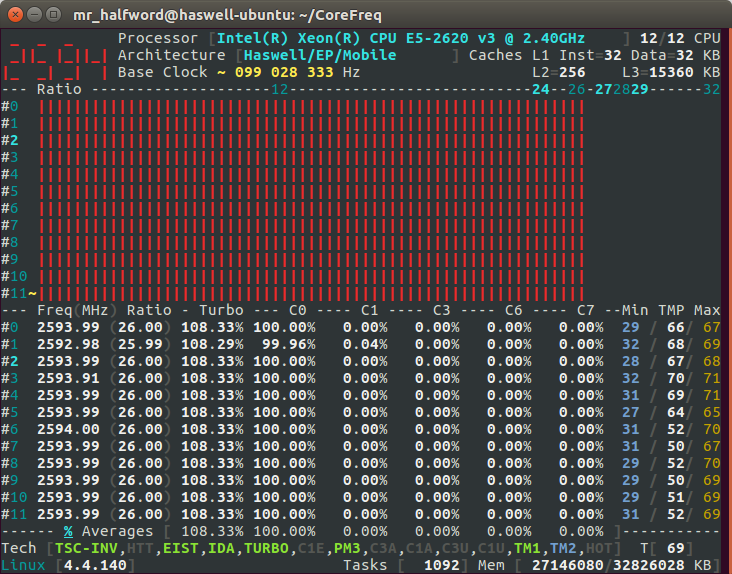 mr_halfword@haswell-ubuntu: ~/CoreFreq
Processor [Intel(R) Xeon(R) CPU E5-2620 v3 @ 2.40GHz ] 12/12 CPU
Architecture [Haswell/EP/Mobile ] Caches L1 Inst=32 Data=32 KB
Base Clock ~ 099 028 333 Hz L2=256 L3=15360 KB
--- Ratio ----------------------12------------------------------24---26-272829------32
#0
#1
#2
#3
#4
#5
#6
#7
#8
#9
#10
#11~
--- Freq(MHz) Ratio - Turbo --- C0 ---- C1 ---- C3 ---- C6 ---- C7 --Min TMP Max
#0 2593.99 (26.00) 108.33% 100.00% 0.00% 0.00% 0.00% 0.00% 29 / 66/ 67
#1 2592.98 (25.99) 108.29% 99.96% 0.04% 0.00% 0.00% 0.00% 32 / 68/ 69
#2 2593.99 (26.00) 108.33% 100.00% 0.00% 0.00% 0.00% 0.00% 28 / 67/ 68
#3 2593.91 (26.00) 108.33% 100.00% 0.00% 0.00% 0.00% 0.00% 32 / 70/ 71
#4 2593.99 (26.00) 108.33% 100.00% 0.00% 0.00% 0.00% 0.00% 31 / 69/ 71
#5 2593.99 (26.00) 108.33% 100.00% 0.00% 0.00% 0.00% 0.00% 27 / 64/ 65
#6 2594.00 (26.00) 108.33% 100.00% 0.00% 0.00% 0.00% 0.00% 31 / 52/ 70
#7 2593.99 (26.00) 108.33% 100.00% 0.00% 0.00% 0.00% 0.00% 31 / 50/ 67
#8 2593.99 (26.00) 108.33% 100.00% 0.00% 0.00% 0.00% 0.00% 29 / 52/ 70
#9 2593.99 (26.00) 108.33% 100.00% 0.00% 0.00% 0.00% 0.00% 29 / 50/ 69
#10 2593.99 (26.00) 108.33% 100.00% 0.00% 0.00% 0.00% 0.00% 29 / 51/ 69
#11 2593.99 (26.00) 108.33% 100.00% 0.00% 0.00% 0.00% 0.00% 31 / 52/ 69
------ % Averages [ 108.33% 100.00% 0.00% 0.00% 0.00% 0.00% ]------------
Tech [TSC-INV,HTT,EIST,IDA,TURBO,C1E,PM3,C3A,C1A,C3U,C1U,TM1,TM2,HOT] T[ 69]
Linux [4.4.140] Tasks [ 1092] Mem [ 27146080/32826028 KB]